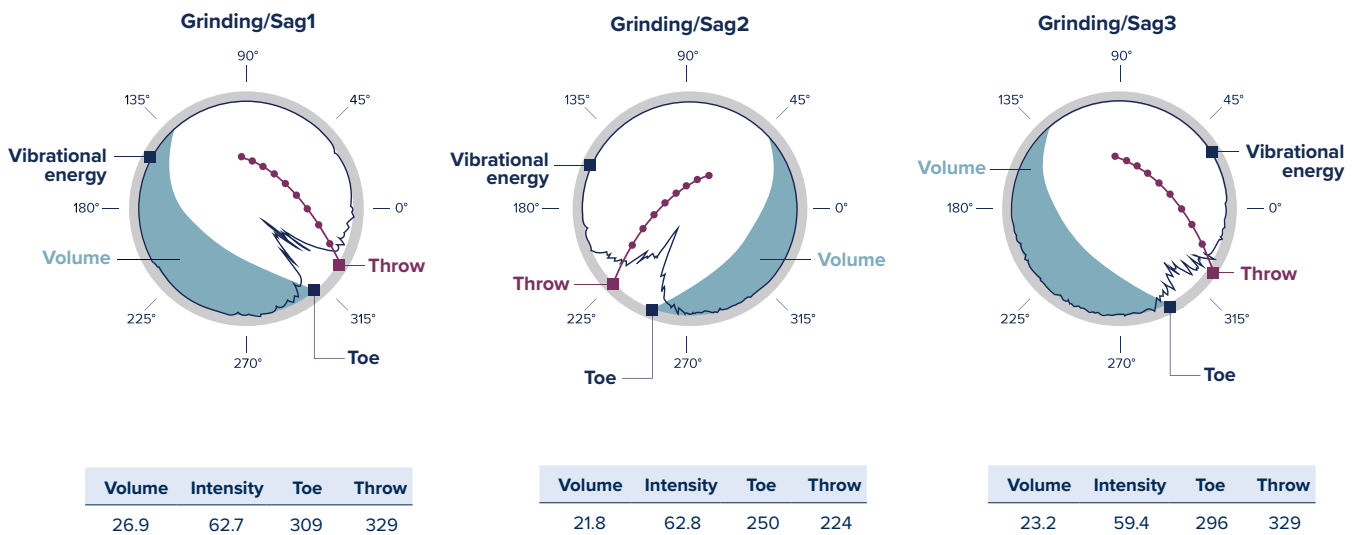 Grinding/Sag1
90°
135°
45°
Vibrational
energy
180°
0°
Volume
Throw
225°
315°
Toe
270°
Volume Intensity Toe Throw
26.9 62.7 309 329
Grinding/Sag2
90°
135°
45°
Vibrational
energy
180°
0°
Volume
Throw
225°
315°
Toe
270°
Volume Intensity Toe Throw
21.8 62.8 250 224
Grinding/Sag3
90°
135°
45°
Vibrational
energy
Volume
180°
0°
Throw
225°
315°
270°
Toe
Volume Intensity Toe Throw
23.2 59.4 296 329